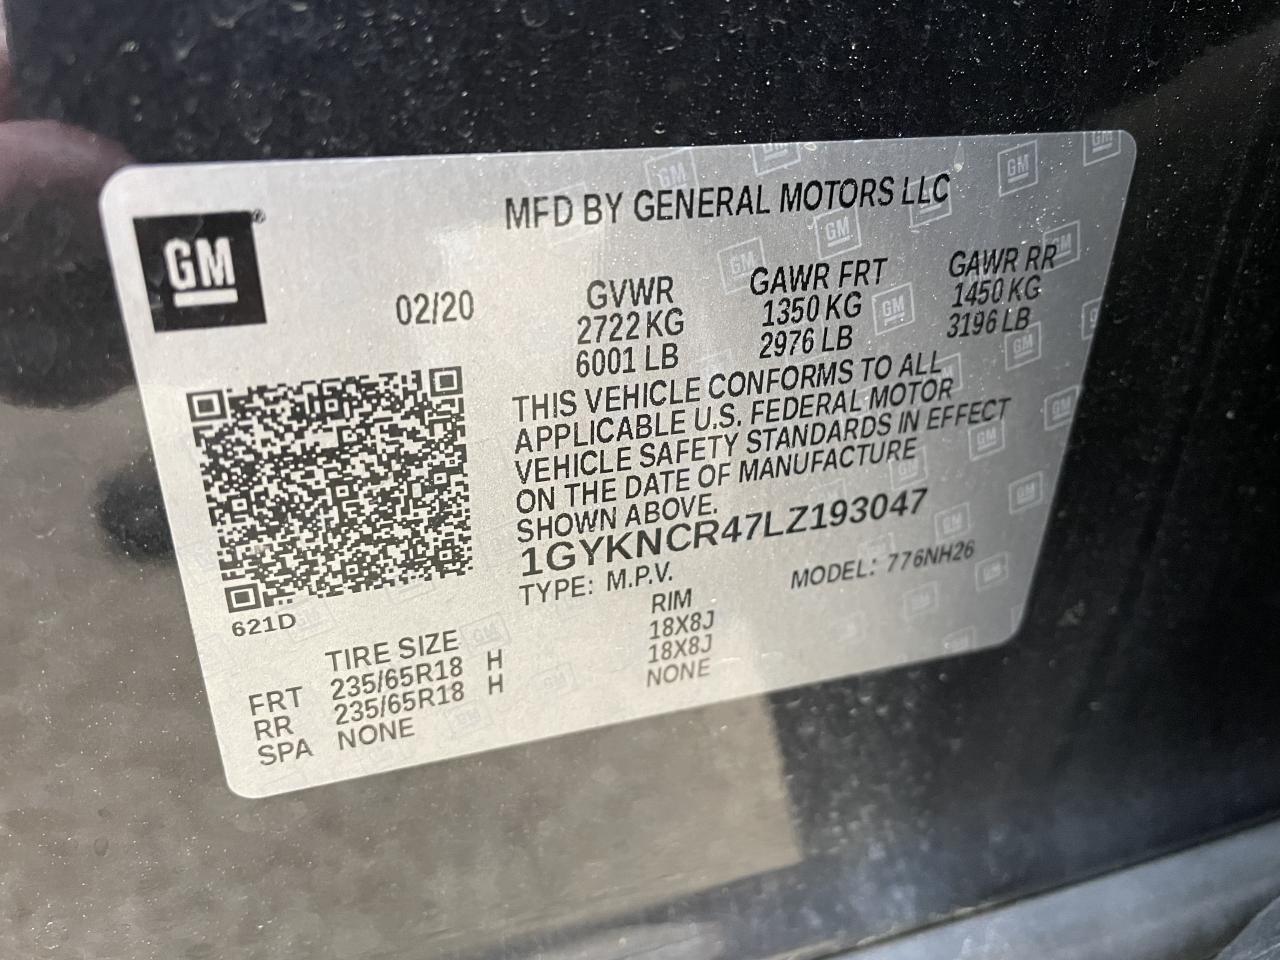 MFD BY GENERAL MOTORS LLC
GM®
02/20
GVWR GAWR FRT GAWR RR
2722 KG 1350 KG 1450 KG
6001 LB 2976 LB 3196 LB
THIS VEHICLE CONFORMS TO ALL
APPLICABLE U.S. FEDERAL MOTOR
VEHICLE SAFETY STANDARDS IN EFFECT
ON THE DATE OF MANUFACTURE
SHOWN ABOVE.
1GYKNCR47LZ193047
TYPE: M.P.V. MODEL: 776NH26
621D
TIRE SIZE RIM
FRT 235/65R18 H 18X8J
RR 235/65R18 H 18X8J
SPA NONE NONE